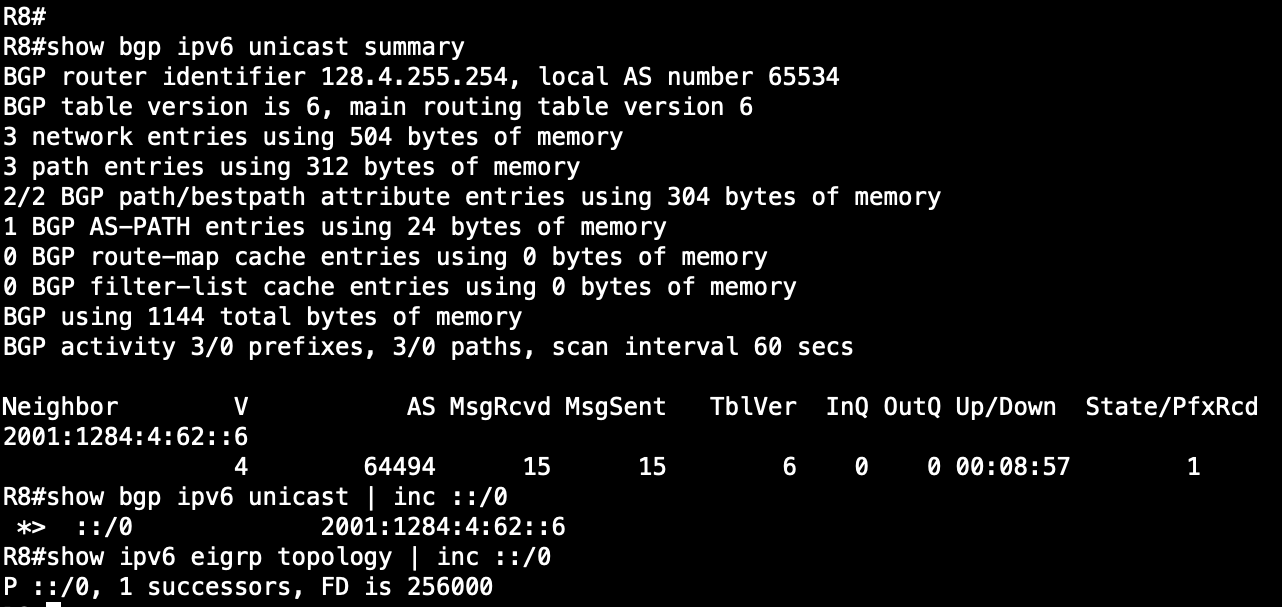 R8#
R8#show bgp ipv6 unicast summary
BGP router identifier 128.4.255.254, local AS number 65534
BGP table version is 6, main routing table version 6
3 network entries using 504 bytes of memory
3 path entries using 312 bytes of memory
2/2 BGP path/bestpath attribute entries using 304 bytes of memory
1 BGP AS-PATH entries using 24 bytes of memory
0 BGP route-map cache entries using 0 bytes of memory
0 BGP filter-list cache entries using 0 bytes of memory
BGP using 1144 total bytes of memory
BGP activity 3/0 prefixes, 3/0 paths, scan interval 60 secs

Neighbor        V           AS MsgRcvd MsgSent   TblVer  InQ OutQ Up/Down  State/PfxRcd
2001:1284:4:62::6
                4        64494      15      15        6    0    0 00:08:57        1
R8#show bgp ipv6 unicast | inc ::/0
 *>  ::/0             2001:1284:4:62::6
R8#show ipv6 eigrp topology | inc ::/0
P ::/0, 1 successors, FD is 256000